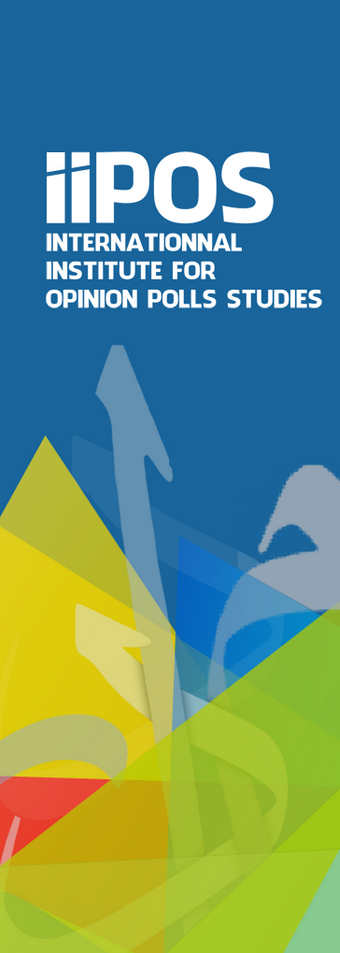 iiPOS
INTERNATIONNAL
INSTITUTE FOR
OPINION POLLS STUDIES